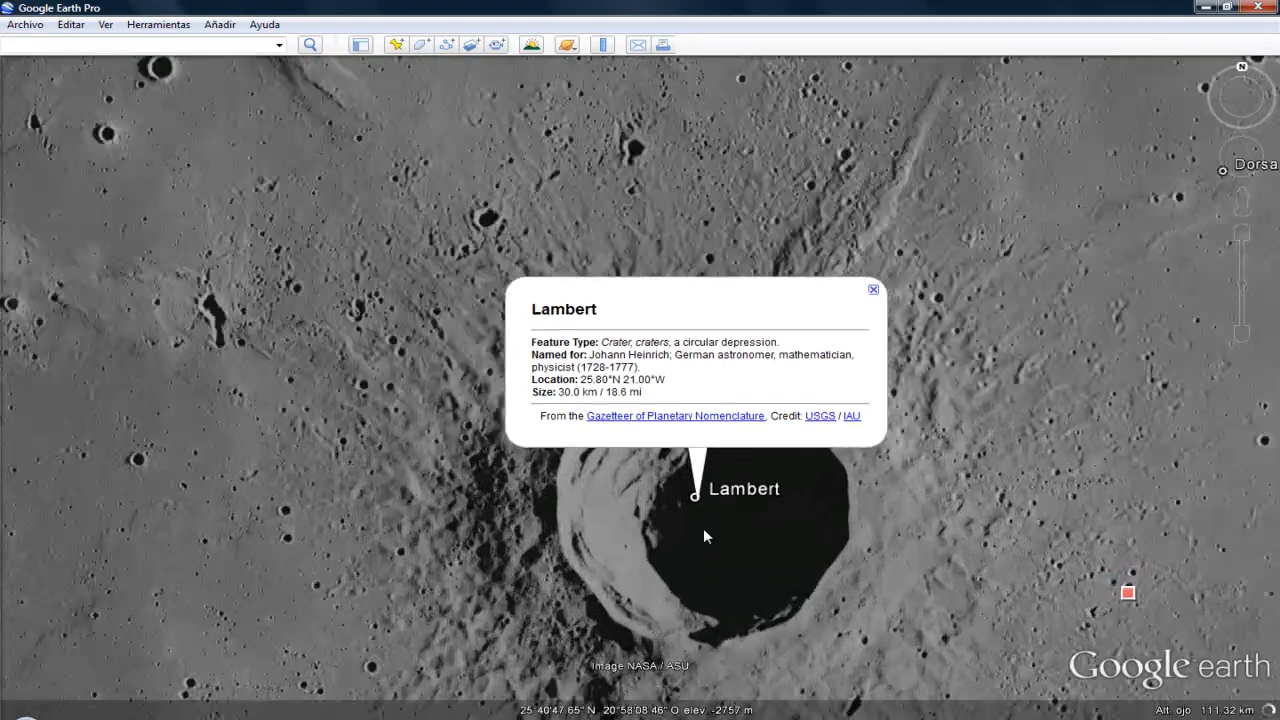 Google Earth Pro
Archivo Editar Ver Herramientas Añadir Ayuda
N
Dorsa
Lambert
Feature Type: Crater, craters, a circular depression.
Named for: Johann Heinrich; German astronomer, mathematician,
physicist (1728-1777).
Location: 25.80°N 21.00°W
Size: 30.0 km / 18.6 mi
From the Gazetteer of Planetary Nomenclature. Credit: USGS / IAU
Lambert
Image NASA / ASU
Google earth
25°40'47.65" N 20°58'08.46" O elev. -2757 m Alt. ojo 111.32 km